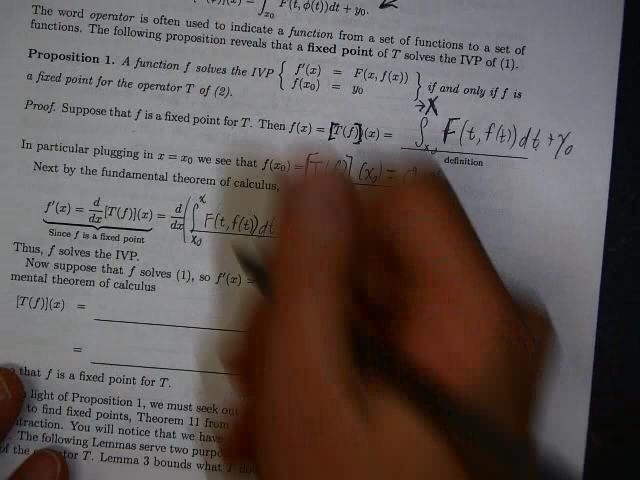 F(t, ϕ(t))dt + y₀.
The word operator is often used to indicate a function from a set of functions to a set of
functions. The following proposition reveals that a fixed point of T solves the IVP of (1).
Proposition 1. A function f solves the IVP { f′(x) = F(x, f(x)) f(x₀) = y₀ } if and only if f is
a fixed point for the operator T of (2).
Proof. Suppose that f is a fixed point for T. Then f(x) = [T(f)](x) = ∫_{x₀}^{x} F(t, f(t))dt + y₀
definition
In particular plugging in x = x₀ we see that f(x₀) = [T(f)](x₀) =
Next by the fundamental theorem of calculus,
f′(x) = d/dx [T(f)](x) = d/dx ( ∫_{x₀}^{x} F(t, f(t))dt
Since f is a fixed point
Thus, f solves the IVP.
Now suppose that f solves (1), so f′(x) =
mental theorem of calculus
[T(f)](x) =
=
that f is a fixed point for T.
light of Proposition 1, we must seek out
to find fixed points, Theorem 11 from
You will notice that we have
The following Lemmas serve two
of the T. Lemma 3 bounds what T